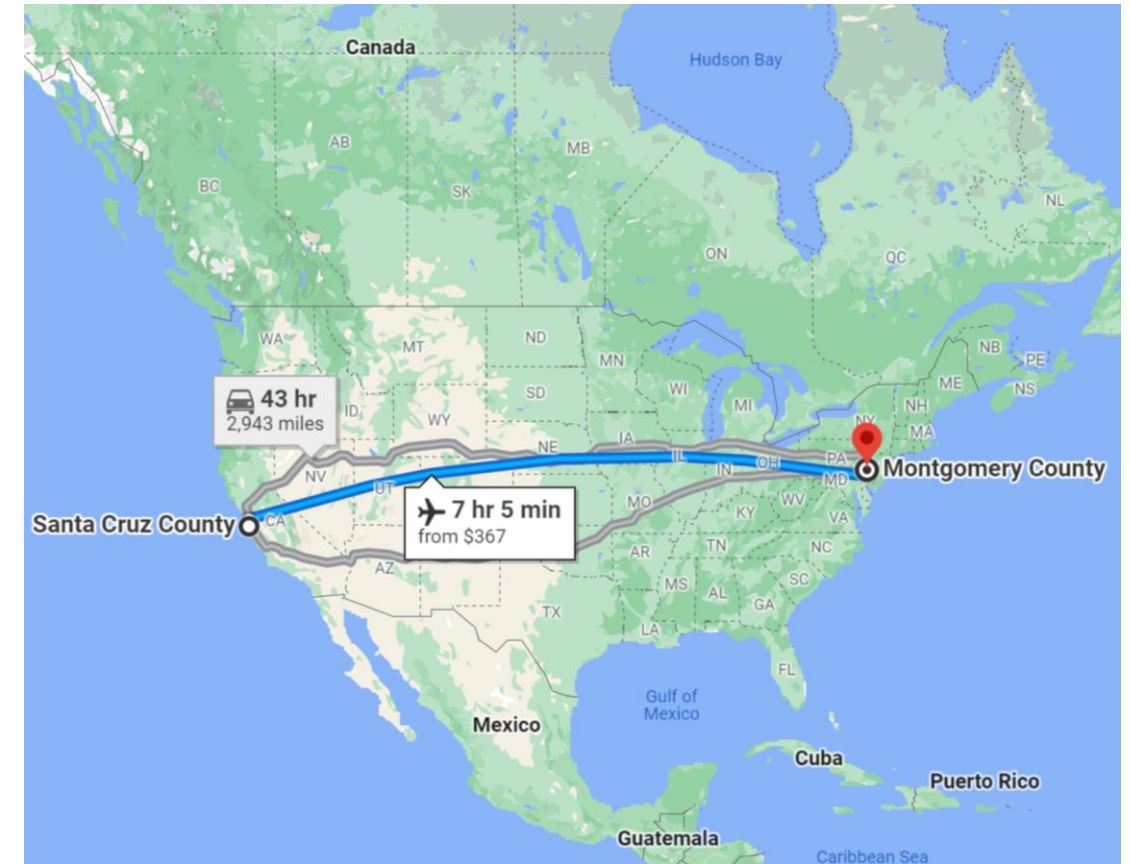 Canada
Hudson Bay
AB
MB
SK
BC
NL
ON
QC
WA
ND
MT
MN
NB
PE
43 hr
2,943 miles
ID
SD
WI
MI
ME
NS
NH
WY
NY
MA
NE
IA
PA
Montgomery County
NV
UT
IL
IN
OH
MD
7 hr 5 min
from $367
MO
WV
KY
VA
Santa Cruz County
CA
AZ
AR
TN
NC
MS
AL
SC
GA
TX
LA
FL
Gulf of
Mexico
Mexico
Cuba
Puerto Rico
Guatemala
Caribbean Sea